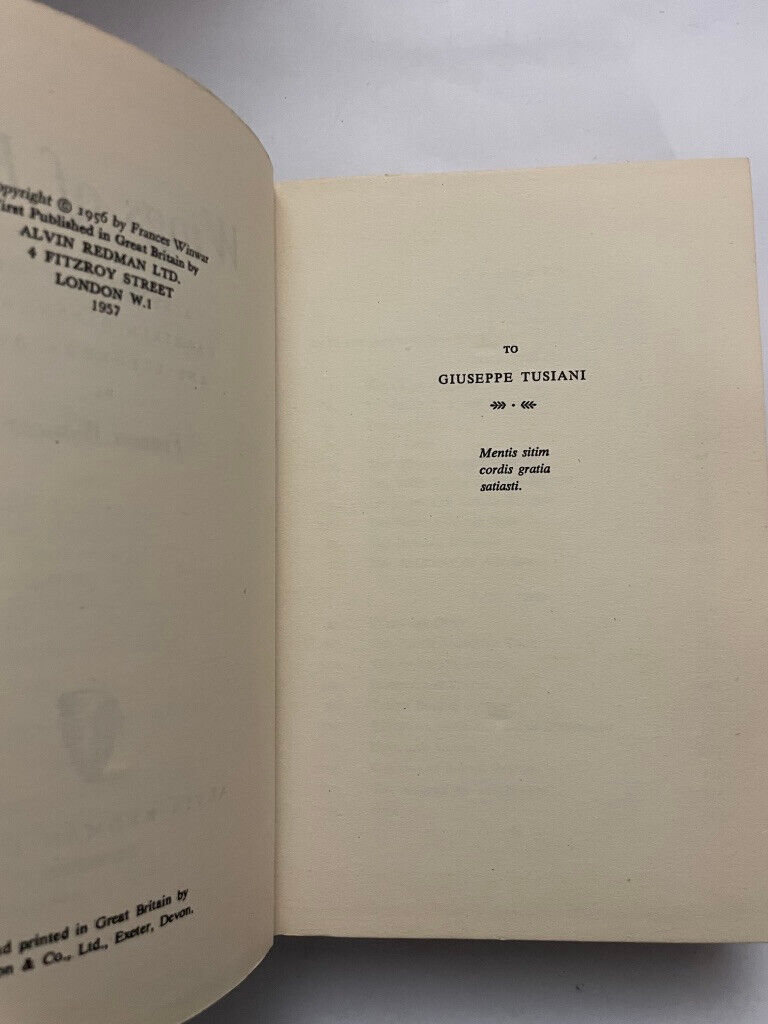 opyright © 1956 by Frances Winwar
irst Published in Great Britain by
ALVIN REDMAN LTD.
4 FITZROY STREET
LONDON W.1
1957
d printed in Great Britain by
on & Co., Ltd., Exeter, Devon.
TO
GIUSEPPE TUSIANI
Mentis sitim
cordis gratia
satiasti.